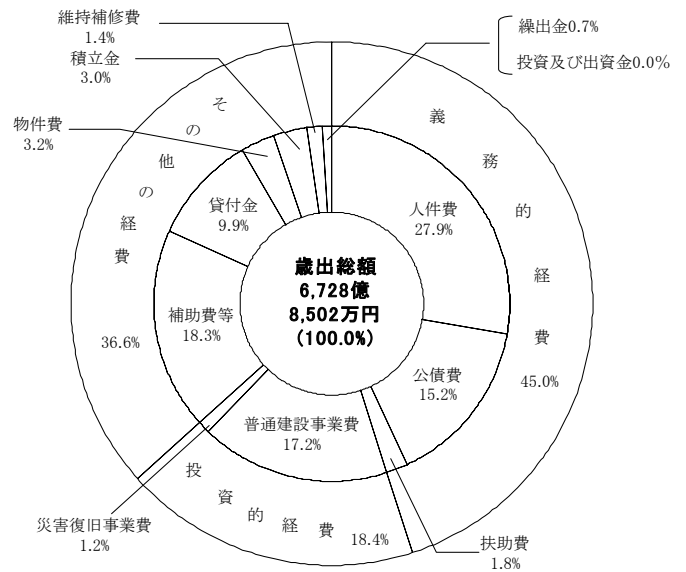 維持補修費
1.4%
積立金
3.0%
物件費
3.2%
繰出金0.7%
投資及び出資金0.0%
その他の経費
36.6%
義務的経費
45.0%
貸付金
9.9%
人件費
27.9%
歳出総額
6,728億
8,502万円
(100.0%)
補助費等
18.3%
公債費
15.2%
普通建設事業費
17.2%
投資的経費
18.4%
災害復旧事業費
1.2%
扶助費
1.8%